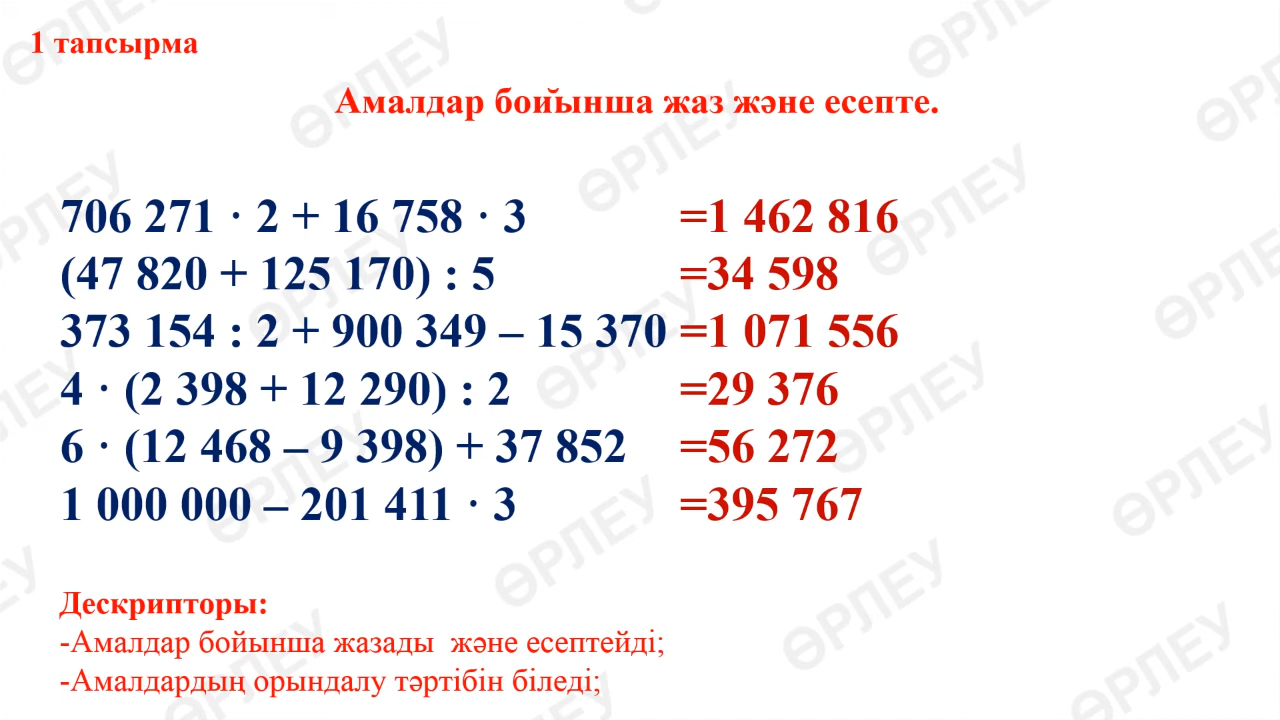 1 тапсырма
Амалдар бойынша жаз және есепте.
706 271 · 2 + 16 758 · 3 =1 462 816
(47 820 + 125 170) : 5 =34 598
373 154 : 2 + 900 349 – 15 370 =1 071 556
4 · (2 398 + 12 290) : 2 =29 376
6 · (12 468 – 9 398) + 37 852 =56 272
1 000 000 – 201 411 · 3 =395 767
Дескрипторы:
-Амалдар бойынша жазады және есептейді;
-Амалдардың орындалу тәртібін біледі;
ӨРЛЕУ